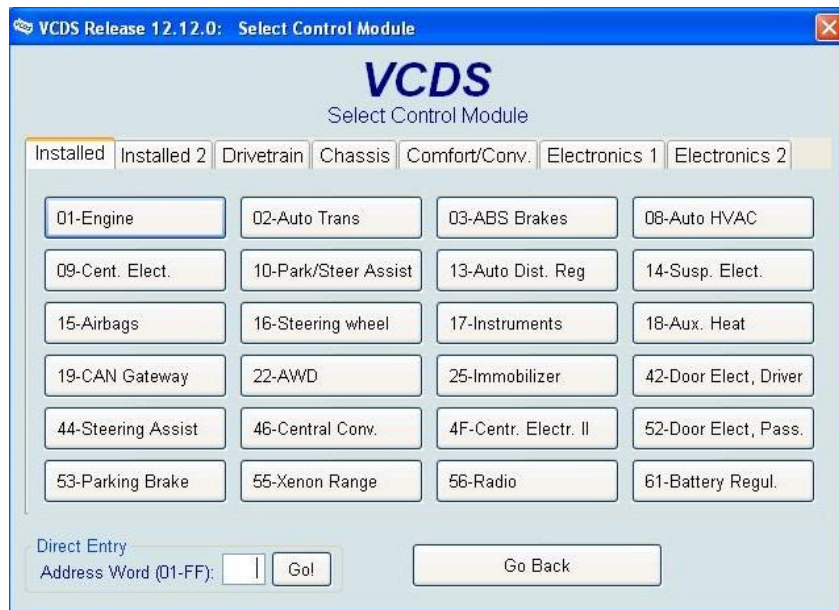 VCDS Release 12.12.0: Select Control Module
VCDS
Select Control Module
Installed Installed 2 Drivetrain Chassis Comfort/Conv. Electronics 1 Electronics 2
01-Engine 02-Auto Trans 03-ABS Brakes 08-Auto HVAC
09-Cent. Elect. 10-Park/Steer Assist 13-Auto Dist. Reg 14-Susp. Elect.
15-Airbags 16-Steering wheel 17-Instruments 18-Aux. Heat
19-CAN Gateway 22-AWD 25-Immobilizer 42-Door Elect, Driver
44-Steering Assist 46-Central Conv. 4F-Centr. Electr. II 52-Door Elect, Pass.
53-Parking Brake 55-Xenon Range 56-Radio 61-Battery Regul.
Direct Entry
Address Word (01-FF): Go!
Go Back